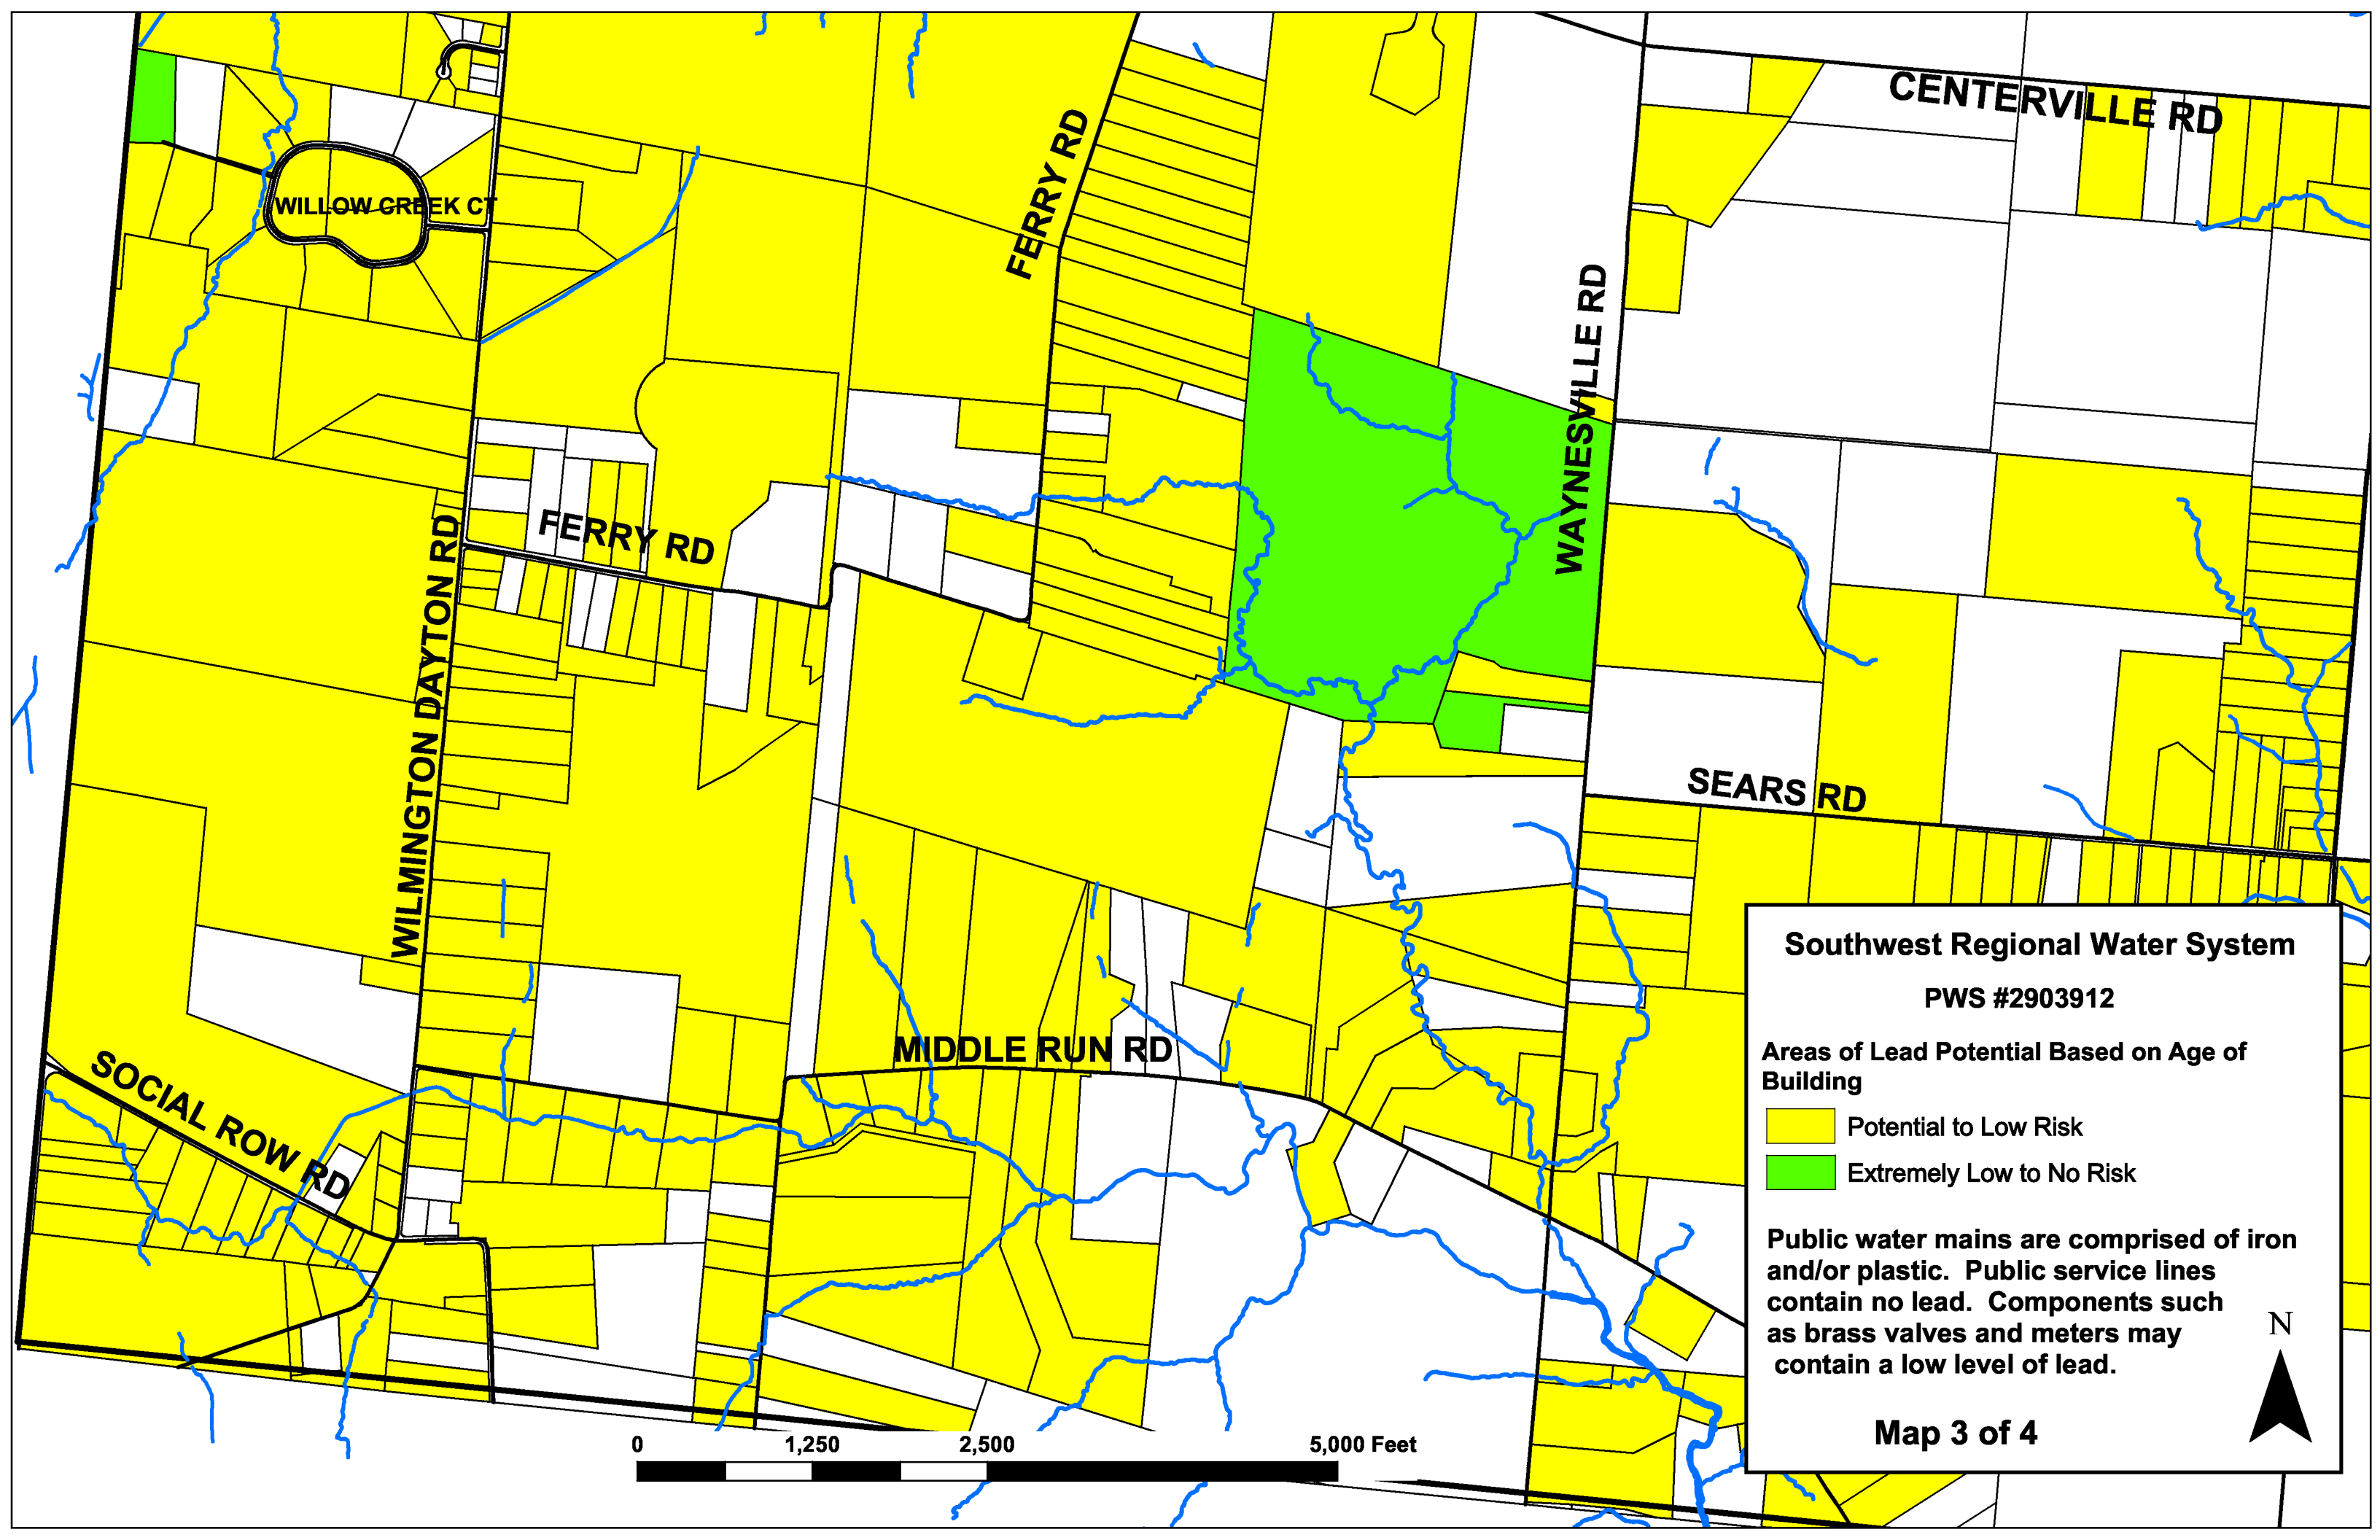 CENTERVILLE RD
FERRY RD
WILLOW CREEK CT
WAYNESVILLE RD
FERRY RD
WILMINGTON DAYTON RD
SEARS RD
MIDDLE RUN RD
SOCIAL ROW RD
Southwest Regional Water System
PWS #2903912
Areas of Lead Potential Based on Age of
Building
Potential to Low Risk
Extremely Low to No Risk
Public water mains are comprised of iron
and/or plastic. Public service lines
contain no lead. Components such
as brass valves and meters may
contain a low level of lead.
N
Map 3 of 4
0 1,250 2,500 5,000 Feet